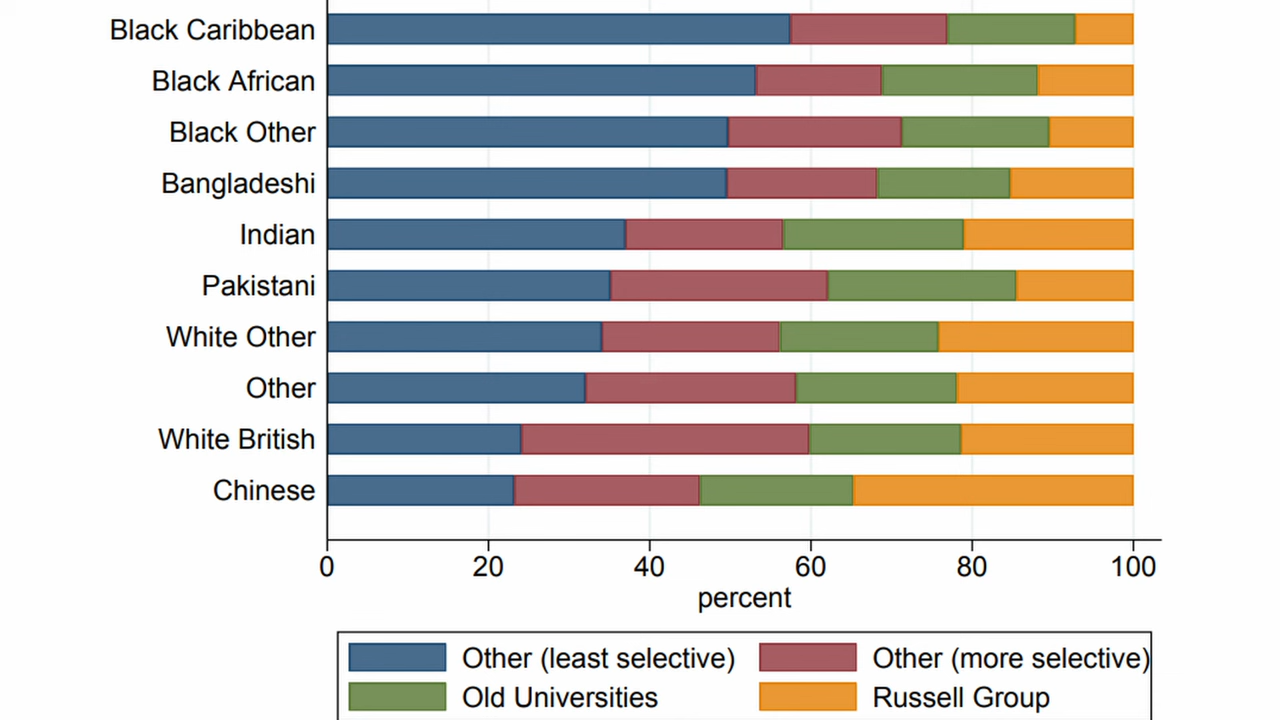 Black Caribbean
Black African
Black Other
Bangladeshi
Indian
Pakistani
White Other
Other
White British
Chinese
0 20 40 60 80 100
percent
Other (least selective) Other (more selective)
Old Universities Russell Group